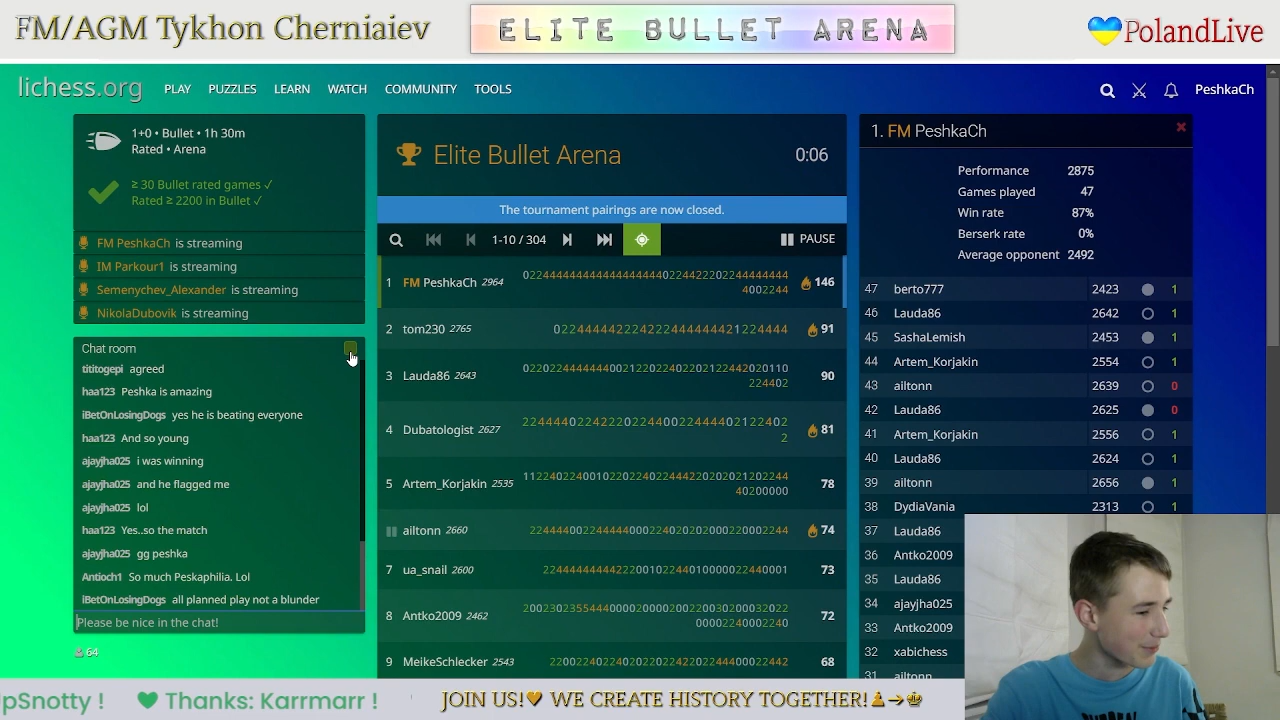 FM/AGM Tykhon Cherniaiev
ELITE BULLET ARENA
PolandLive
lichess.org
PLAY
PUZZLES
LEARN
WATCH
COMMUNITY
TOOLS
PeshkaCh
1+0 • Bullet • 1h 30m
Rated • Arena
≥ 30 Bullet rated games ✓
Rated ≥ 2200 in Bullet ✓
FM PeshkaCh is streaming
IM Parkour1 is streaming
Semenychev_Alexander is streaming
NikolaDubovik is streaming
Chat room
tititogepi agreed
haa123 Peshka is amazing
iBetOnLosingDogs yes he is beating everyone
haa123 And so young
ajayjha025 i was winning
ajayjha025 and he flagged me
ajayjha025 lol
haa123 Yes..so the match
ajayjha025 gg peshka
Antioch1 So much Peskaphilia. Lol
iBetOnLosingDogs all planned play not a blunder
Please be nice in the chat!
64
Elite Bullet Arena
0:06
The tournament pairings are now closed.
1-10 / 304
PAUSE
1 FM PeshkaCh 2964 146
2 tom230 2765 91
3 Lauda86 2643 90
4 Dubatologist 2627 81
5 Artem_Korjakin 2535 78
ailtonn 2660 74
7 ua_snail 2600 73
8 Antko2009 2462 72
9 MeikeSchlecker 2543 68
1. FM PeshkaCh
Performance 2875
Games played 47
Win rate 87%
Berserk rate 0%
Average opponent 2492
47 berto777 2423 1
46 Lauda86 2642 1
45 SashaLemish 2453 1
44 Artem_Korjakin 2554 1
43 ailtonn 2639 0
42 Lauda86 2625 0
41 Artem_Korjakin 2556 1
40 Lauda86 2624 1
39 ailtonn 2656 1
38 DydiaVania 2313 1
37 Lauda86
36 Antko2009
35 Lauda86
34 ajayjha025
33 Antko2009
32 xabichess
31 ailtonn
pSnotty !
Thanks: Karrmarr !
JOIN US! WE CREATE HISTORY TOGETHER!